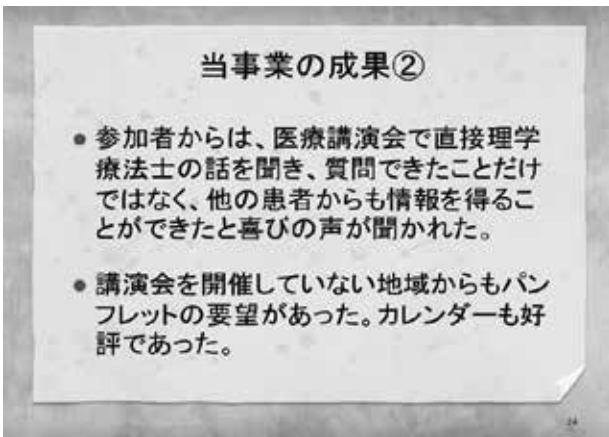 当事業の成果②
● 参加者からは、医療講演会で直接理学
療法士の話を聞き、質問できたことだけ
ではなく、他の患者からも情報を得るこ
とができたと喜びの声が聞かれた。
● 講演会を開催していない地域からもパン
フレットの要望があった。カレンダーも好
評であった。